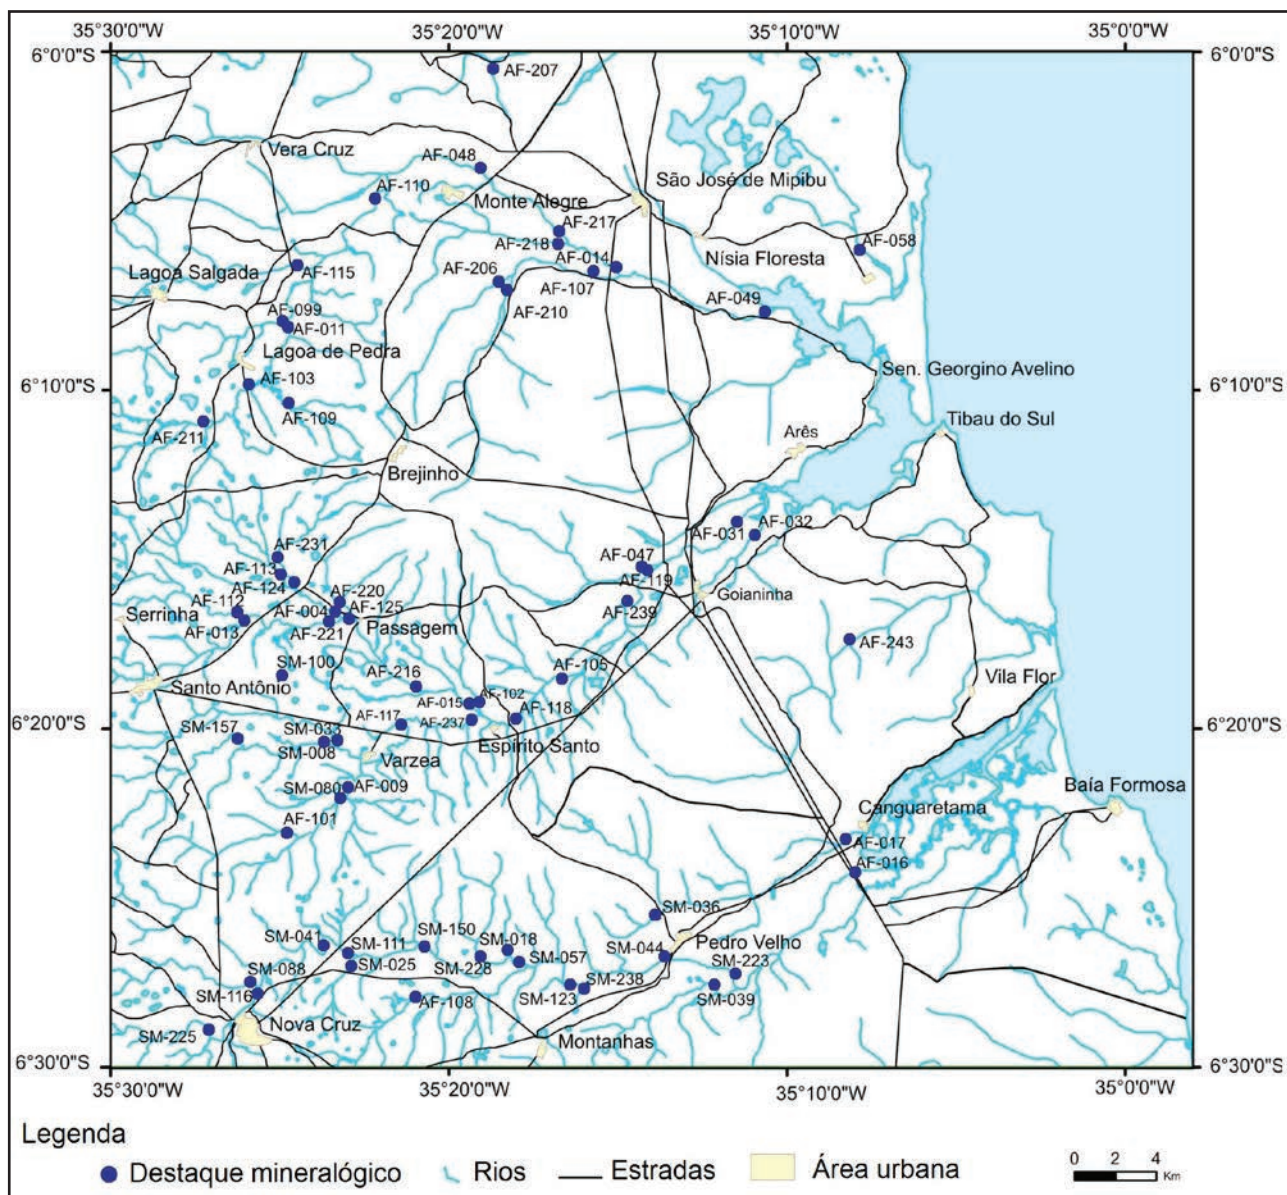 35°30'0"W 35°20'0"W 35°10'0"W 35°0'0"W
6°0'0"S 6°0'0"S
AF-207
Vera Cruz
AF-048
São José de Mipibu
AF-110
Monte Alegre
AF-217
AF-218
AF-014
AF-058
Nísia Floresta
Lagoa Salgada
AF-115
AF-206
AF-107
AF-049
AF-210
AF-099
AF-011
Lagoa de Pedra
AF-103
Sen. Georgino Avelino
6°10'0"S 6°10'0"S
AF-109
AF-211
Tibau do Sul
Arês
Brejinho
AF-231
AF-031
AF-032
AF-047
AF-113
AF-124
AF-119
AF-220
AF-112
AF-004
AF-125
Goianinha
Serrinha
AF-013
AF-221
Passagem
AF-239
AF-243
SM-100
AF-216
AF-105
Vila Flor
Santo Antônio
AF-015
AF-102
AF-117
AF-237
AF-118
6°20'0"S 6°20'0"S
SM-157
SM-033
SM-008
Espirito Santo
Varzea
SM-080
AF-009
Baía Formosa
Canguaretama
AF-101
AF-017
AF-016
SM-036
SM-041
SM-111
SM-150
SM-018
SM-044
Pedro Velho
SM-088
SM-025
SM-228
SM-057
SM-223
SM-116
AF-108
SM-123
SM-238
SM-039
SM-225
Nova Cruz
Montanhas
6°30'0"S 6°30'0"S
35°30'0"W 35°20'0"W 35°10'0"W 35°0'0"W
Legenda
Destaque mineralógico Rios Estradas Área urbana
0 2 4
Km